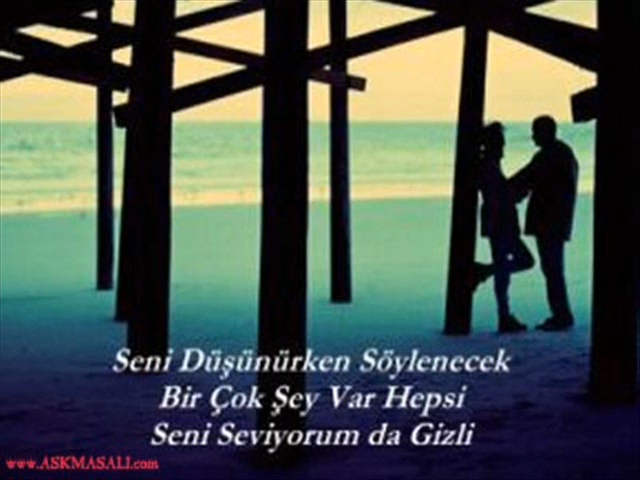 Seni Düşünürken Söylenecek
Bir Çok Şey Var Hepsi
Seni Seviyorum da Gizli
www.ASKMASALI.com